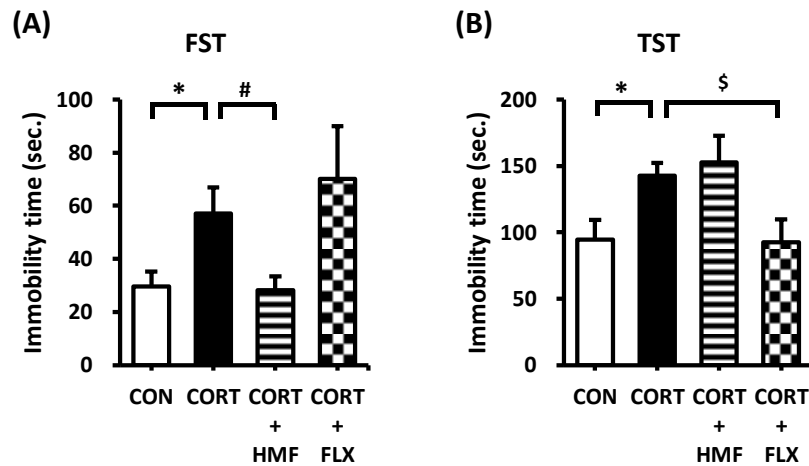 (A)
FST
Immobility time (sec.)
100
80
60
40
20
0
* #
CON CORT CORT CORT
+ +
HMF FLX
(B)
TST
Immobility time (sec.)
200
150
100
50
0
* $
CON CORT CORT CORT
+ +
HMF FLX